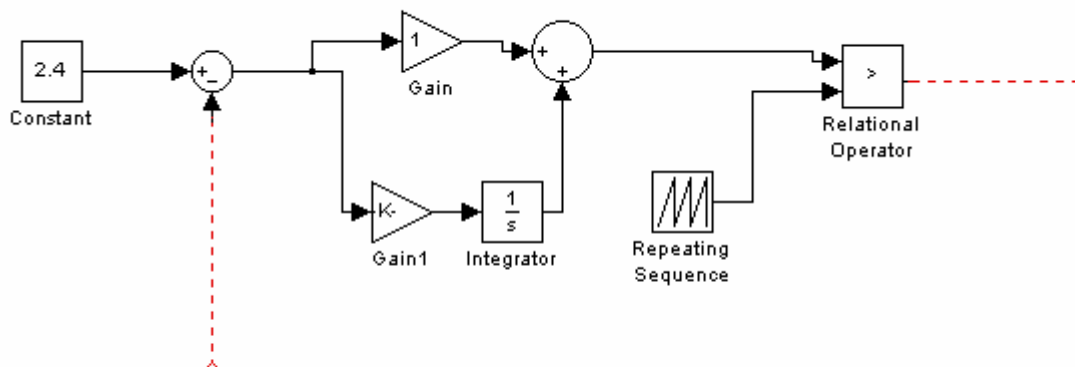 2.4
Constant
+
-
1
Gain
+
+
>
Relational
Operator
K-
Gain1
1
s
Integrator
Repeating
Sequence